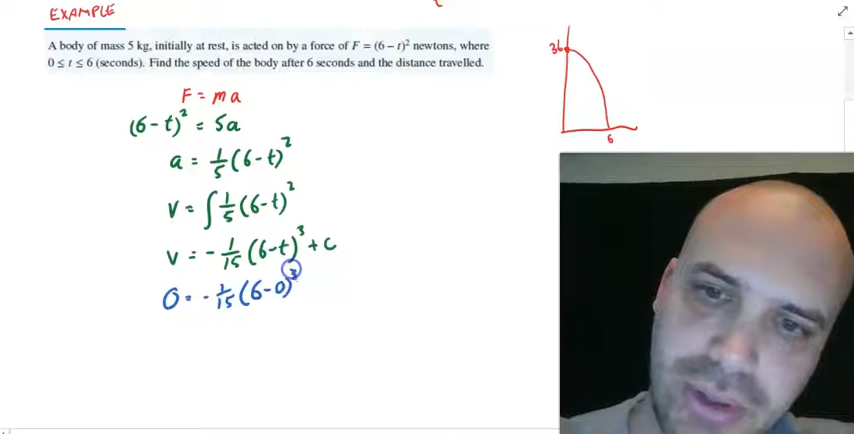 EXAMPLE
A body of mass 5 kg, initially at rest, is acted on by a force of F = (6 – t)² newtons, where
0 ≤ t ≤ 6 (seconds). Find the speed of the body after 6 seconds and the distance travelled.
F = ma
(6-t)² = 5a
a = 1/5 (6-t)²
v = ∫ 1/5 (6-t)²
v = - 1/15 (6-t)³ + c
0 = - 1/15 (6-0)³
36
6